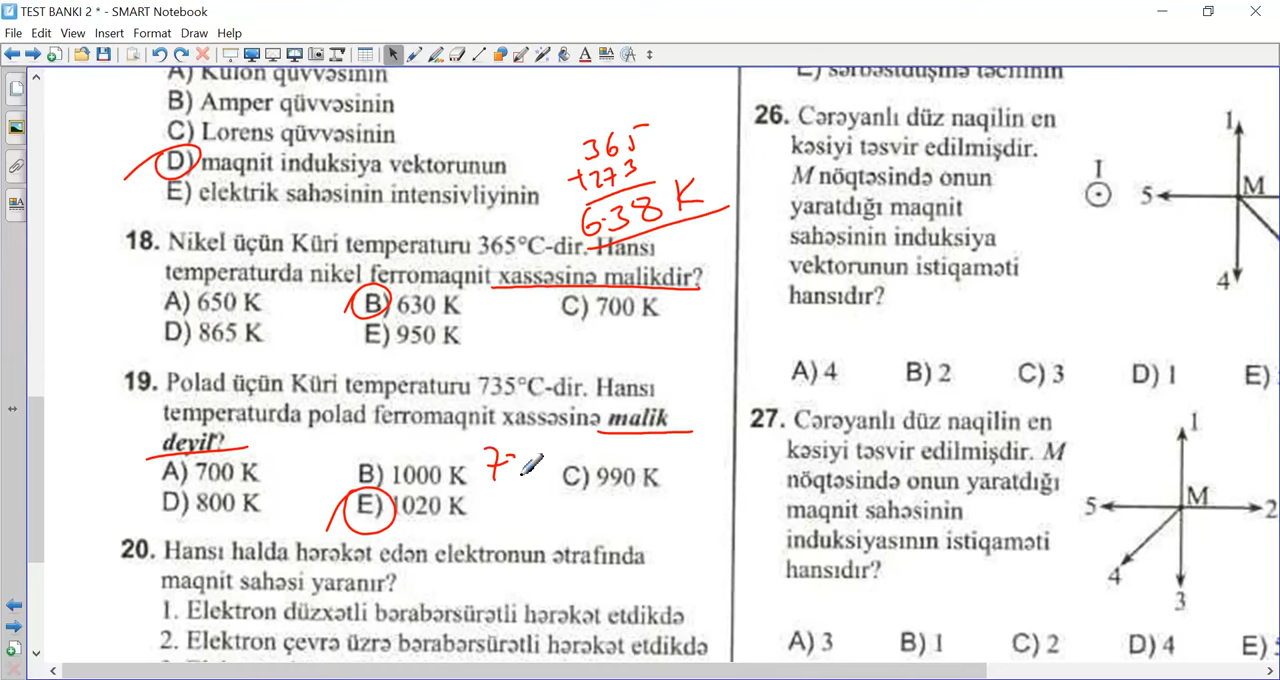 TEST BANKI 2 * - SMART Notebook
File Edit View Insert Format Draw Help
A) Kulon qüvvəsinin
B) Amper qüvvəsinin
C) Lorens qüvvəsinin
D) maqnit induksiya vektorunun
E) elektrik sahəsinin intensivliyinin
365
+273
638 K
18. Nikel üçün Küri temperaturu 365°C-dir. Hansı
temperaturda nikel ferromaqnit xassəsinə malikdir?
A) 650 K B) 630 K C) 700 K
D) 865 K E) 950 K
19. Polad üçün Küri temperaturu 735°C-dir. Hansı
temperaturda polad ferromaqnit xassəsinə malik
deyil?
7
A) 700 K B) 1000 K C) 990 K
D) 800 K E) 1020 K
20. Hansı halda hərəkət edən elektronun ətrafında
maqnit sahəsi yaranır?
1. Elektron düzxətli bərabərsürətli hərəkət etdikdə
2. Elektron çevrə üzrə bərabərsürətli hərəkət etdikdə
E) sərbəstdüşmə təcilinin
26. Cərəyanlı düz naqilin en
kəsiyi təsvir edilmişdir.
M nöqtəsində onun
yaratdığı maqnit
sahəsinin induksiya
vektorunun istiqaməti
hansıdır?
1
I
5
M
4
A) 4 B) 2 C) 3 D) 1 E)
27. Cərəyanlı düz naqilin en
kəsiyi təsvir edilmişdir. M
nöqtəsində onun yaratdığı
maqnit sahəsinin
induksiyasının istiqaməti
hansıdır?
1
M
5
2
4
3
A) 3 B) 1 C) 2 D) 4 E)